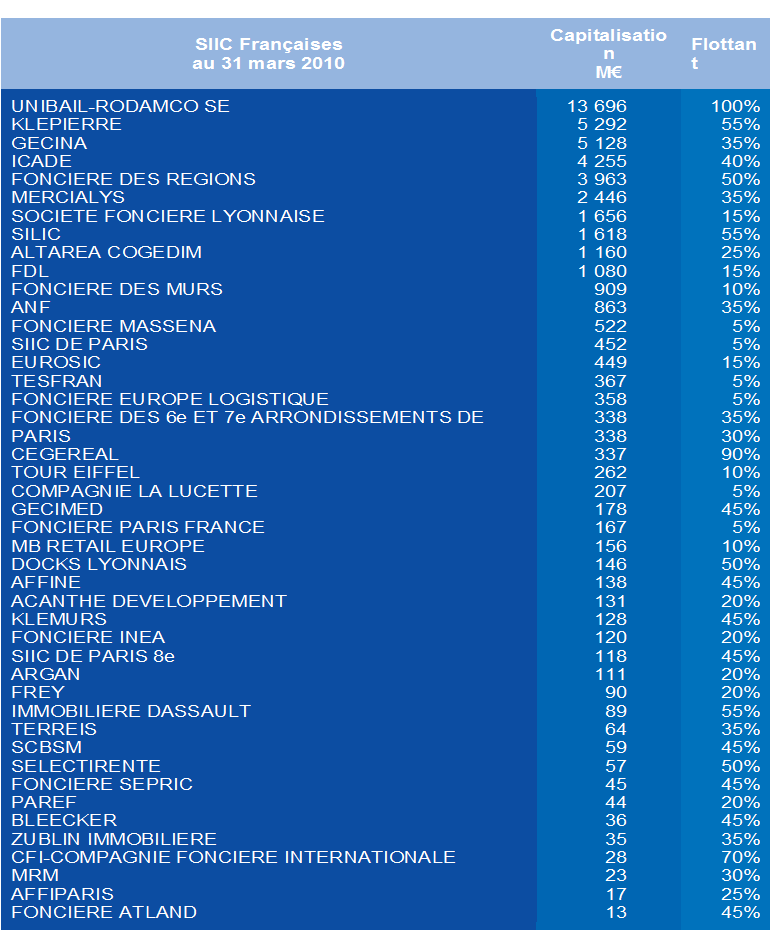 SIIC Françaises
au 31 mars 2010
Capitalisatio
n
M€
Flottan
t
UNIBAIL-RODAMCO SE 13 696 100%
KLEPIERRE 5 292 55%
GECINA 5 128 35%
ICADE 4 255 40%
FONCIERE DES REGIONS 3 963 50%
MERCIALYS 2 446 35%
SOCIETE FONCIERE LYONNAISE 1 656 15%
SILIC 1 618 55%
ALTAREA COGEDIM 1 160 25%
FDL 1 080 15%
FONCIERE DES MURS 909 10%
ANF 863 35%
FONCIERE MASSENA 522 5%
SIIC DE PARIS 452 5%
EUROSIC 449 15%
TESFRAN 367 5%
FONCIERE EUROPE LOGISTIQUE 358 5%
FONCIERE DES 6e ET 7e ARRONDISSEMENTS DE 338 35%
PARIS 338 30%
CEGEREAL 337 90%
TOUR EIFFEL 262 10%
COMPAGNIE LA LUCETTE 207 5%
GECIMED 178 45%
FONCIERE PARIS FRANCE 167 5%
MB RETAIL EUROPE 156 10%
DOCKS LYONNAIS 146 50%
AFFINE 138 45%
ACANTHE DEVELOPPEMENT 131 20%
KLEMURS 128 45%
FONCIERE INEA 120 20%
SIIC DE PARIS 8e 118 45%
ARGAN 111 20%
FREY 90 20%
IMMOBILIERE DASSAULT 89 55%
TERREIS 64 35%
SCBSM 59 45%
SELECTIRENTE 57 50%
FONCIERE SEPRIC 45 45%
PAREF 44 20%
BLEECKER 36 45%
ZUBLIN IMMOBILIERE 35 35%
CFI-COMPAGNIE FONCIERE INTERNATIONALE 28 70%
MRM 23 30%
AFFIPARIS 17 25%
FONCIERE ATLAND 13 45%